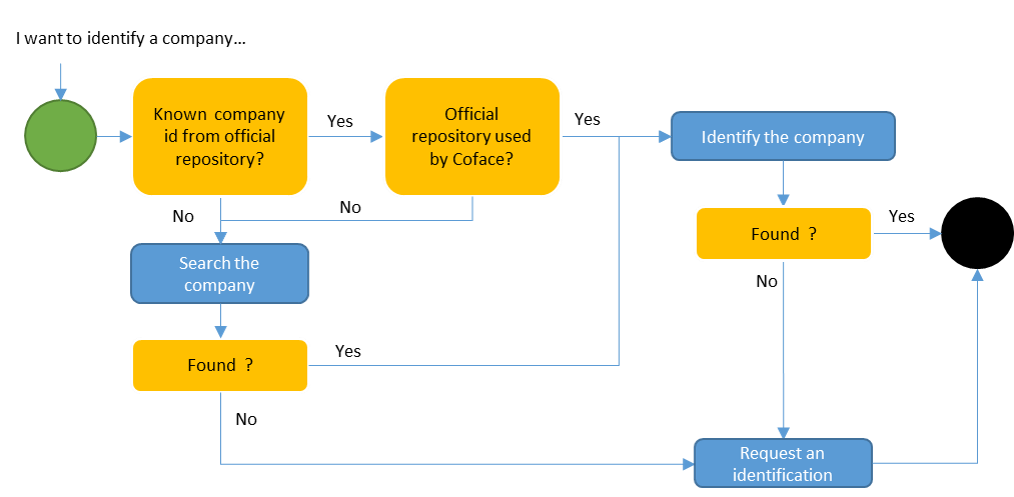 I want to identify a company...
Known company
id from official
repository?
Yes
Official
repository used
by Coface?
Yes
Identify the company
No
No
Search the
company
Found ?
Yes
Yes
Found ?
No
No
Request an
identification